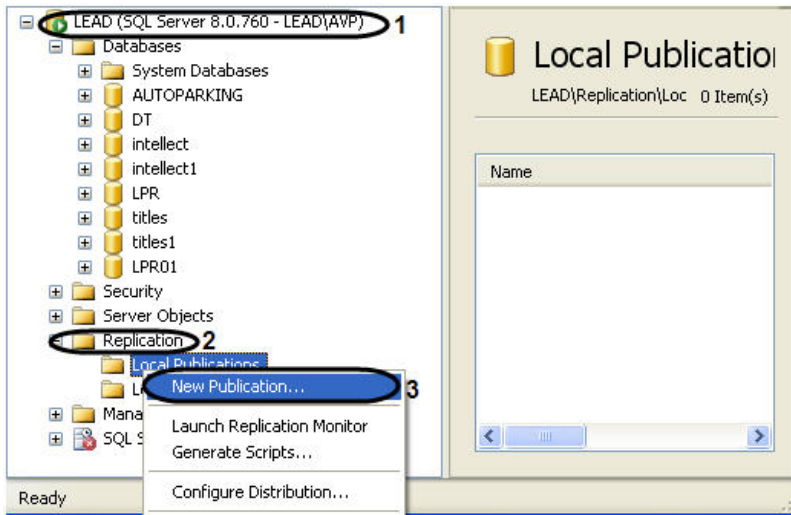 LEAD (SQL Server 8.0.760 - LEAD\AVP) 1
Databases
System Databases
AUTOPARKING
DT
intellect
intellect1
LPR
titles
titles1
LPR01
Security
Server Objects
Replication 2
Local Publications
L
New Publication... 3
Mana
Launch Replication Monitor
SQL S
Generate Scripts...
Configure Distribution...
Ready
Local Publicatio
LEAD\Replication\Loc 0 Item(s)
Name